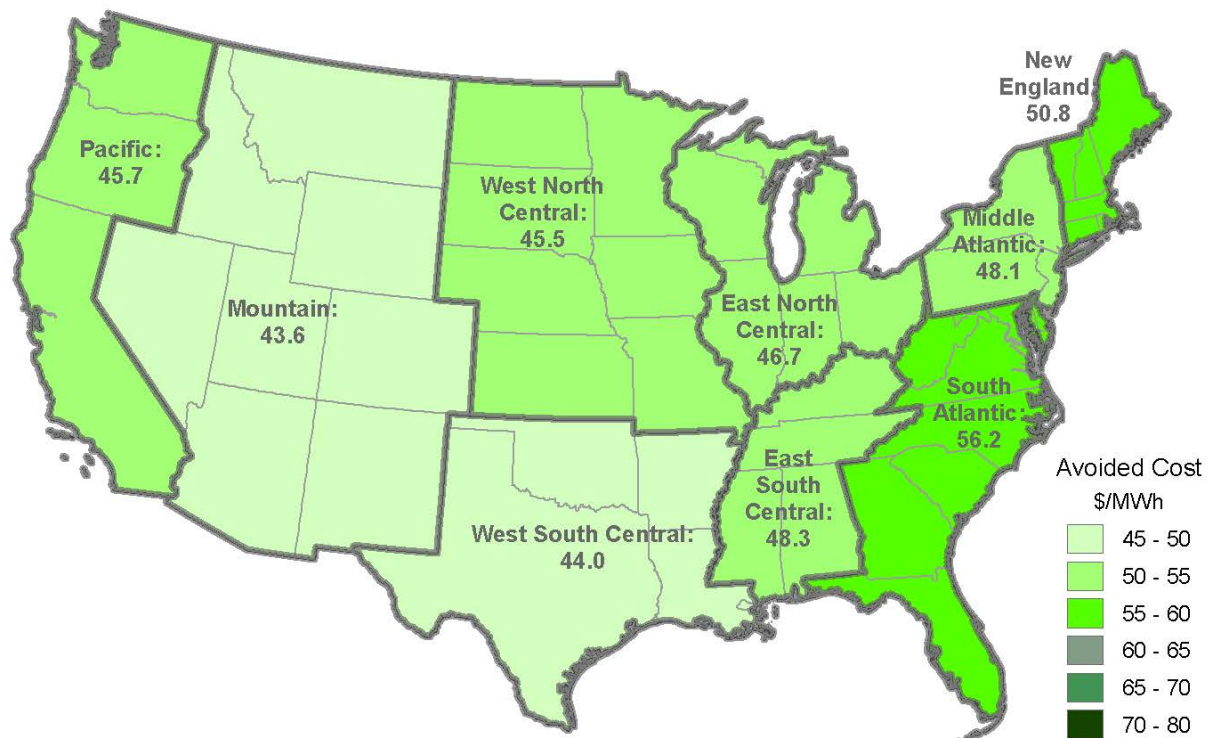 New
England:
50.8
Pacific:
45.7
West North
Central:
45.5
Middle
Atlantic:
48.1
Mountain:
43.6
East North
Central:
46.7
South
Atlantic:
56.2
East
South
Central:
48.3
West South Central:
44.0
Avoided Cost
$/MWh
45 - 50
50 - 55
55 - 60
60 - 65
65 - 70
70 - 80